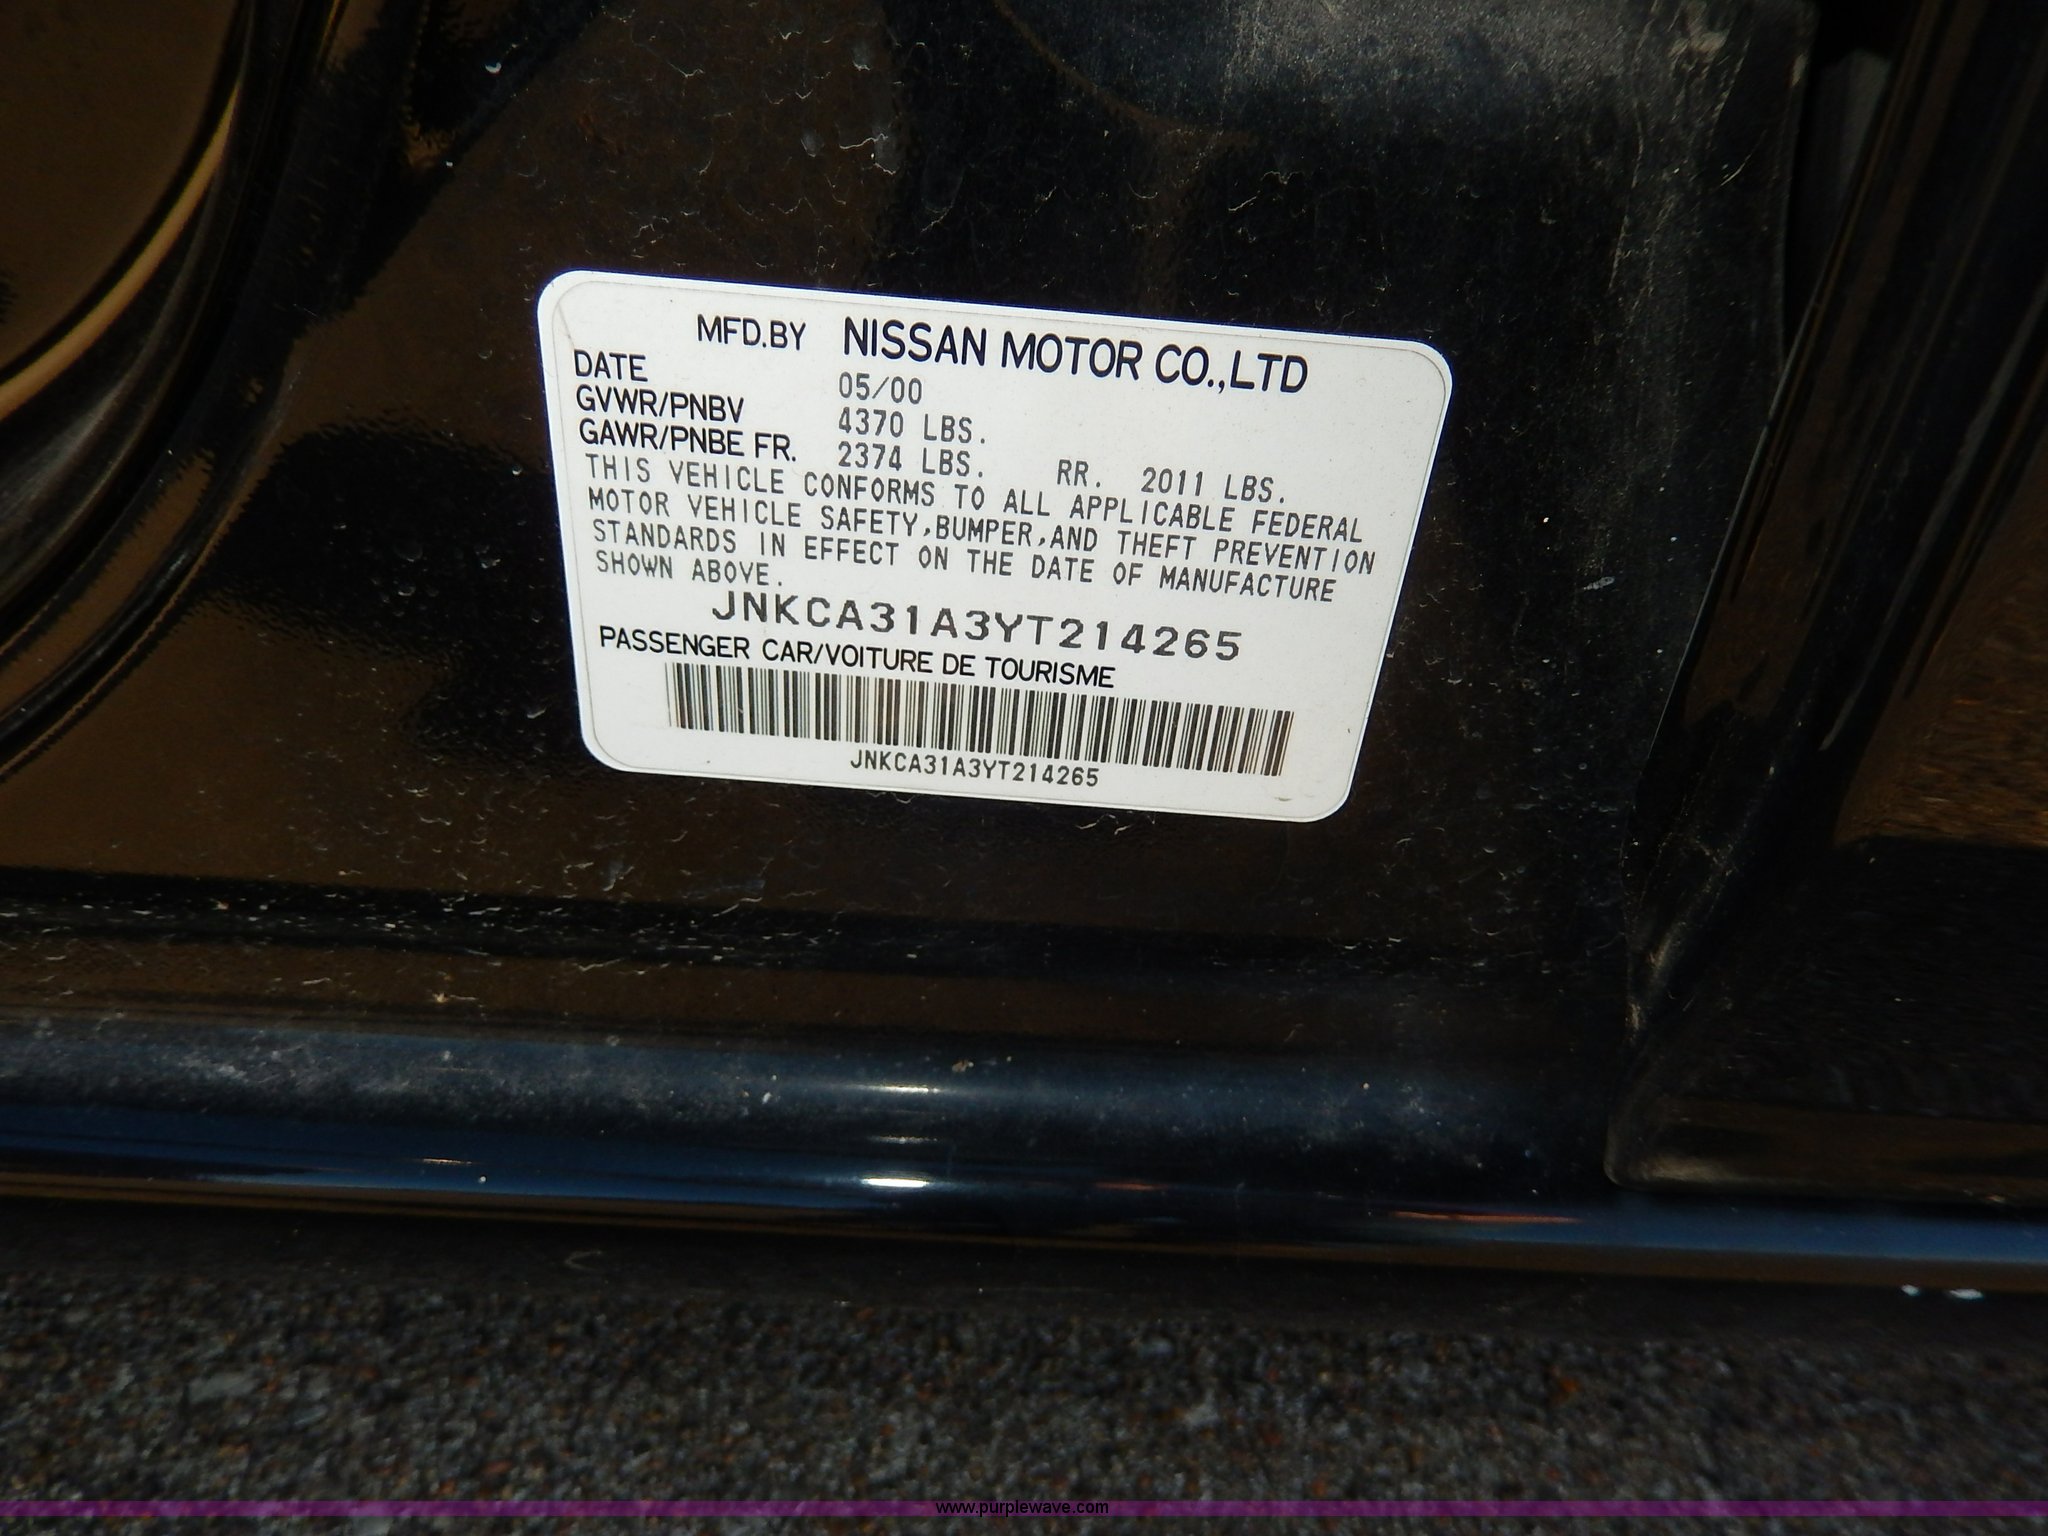 MFD.BY NISSAN MOTOR CO.,LTD
DATE 05/00
GVWR/PNBV 4370 LBS.
GAWR/PNBE FR. 2374 LBS. RR. 2011 LBS.
THIS VEHICLE CONFORMS TO ALL APPLICABLE FEDERAL
MOTOR VEHICLE SAFETY,BUMPER,AND THEFT PREVENTION
STANDARDS IN EFFECT ON THE DATE OF MANUFACTURE
SHOWN ABOVE.
JNKCA31A3YT214265
PASSENGER CAR/VOITURE DE TOURISME
JNKCA31A3YT214265
www.purplewave.com